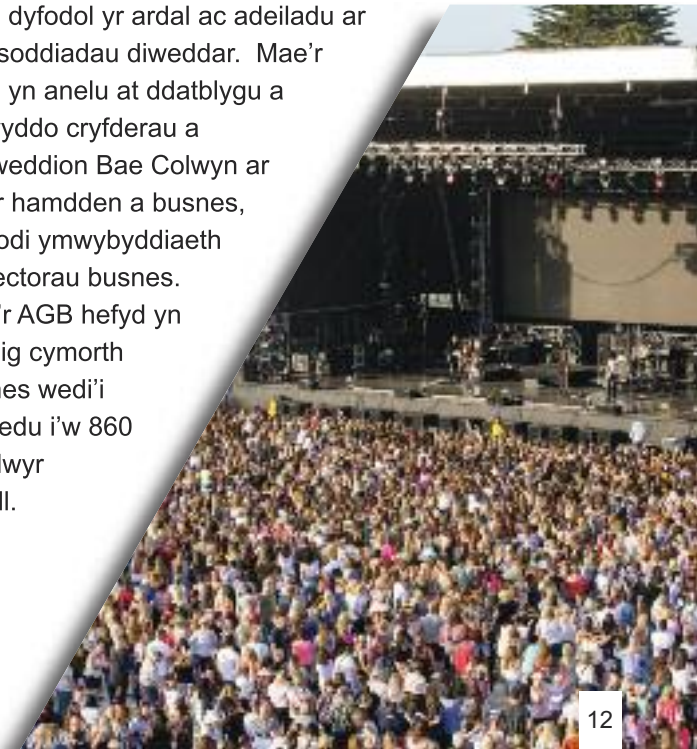 dyfodol yr ardal ac adeiladu ar
soddiadau diweddar.  Mae’r
yn anelu at ddatblygu a
yddo cryfderau a
weddion Bae Colwyn ar
r hamdden a busnes,
odi ymwybyddiaeth
ectorau busnes.
’r AGB hefyd yn
ig cymorth
nes wedi’i
edu i’w 860
lwyr
ll.
12